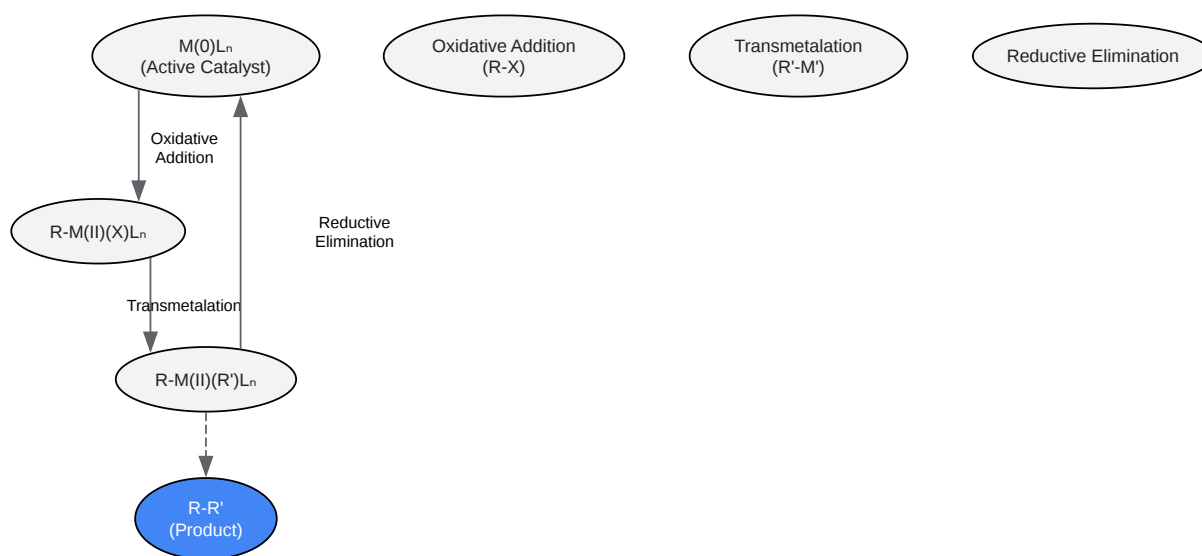 M(0)Lₙ
(Active Catalyst)
Oxidative Addition
(R-X)
Transmetalation
(R'-M')
Reductive Elimination
Oxidative
Addition
R-M(II)(X)Lₙ
Reductive
Elimination
Transmetalation
R-M(II)(R')Lₙ
R-R'
(Product)